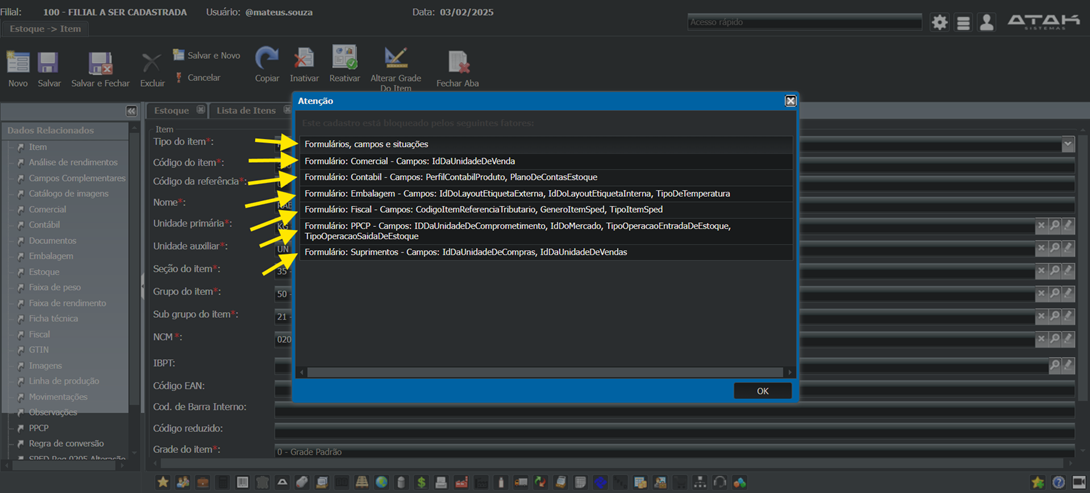 Filial: 100 - FILIAL A SER CADASTRADA Usuário: @mateus.souza Data: 03/02/2025
Acesso rápido
ATAK
SISTEMAS
Estoque -> Item
Novo
Salvar
Salvar e Fechar
Excluir
Salvar e Novo
Cancelar
Copiar
Inativar
Reativar
Alterar Grade
Do Item
Fechar Aba
Dados Relacionados
Item
Análise de rendimentos
Campos Complementares
Catálogo de imagens
Comercial
Contábil
Documentos
Embalagem
Estoque
Faixa de peso
Faixa de rendimento
Ficha técnica
Fiscal
GTIN
Imagens
Linha de produção
Movimentações
Observações
PPCP
Regra de conversão
SPED Reg 0205 Alteração
Estoque
Lista de Itens
Item
Tipo do item*:
Código do item*:
Código da referência*:
Nome*:
Unidade primária*:
Unidade auxiliar*:
UN
Seção do item*:
35 -
Grupo do item*:
50 -
Sub grupo do item*:
21 -
NCM *:
020
IBPT:
Código EAN:
Cod. de Barra Interno:
Código reduzido:
Grade do item*:
0 - Grade Padrão
Atenção
Este cadastro está bloqueado pelos seguintes fatores:
Formulários, campos e situações
Formulário: Comercial - Campos: IdDaUnidadeDeVenda
Formulário: Contabil - Campos: PerfilContabilProduto, PlanoDeContasEstoque
Formulário: Embalagem - Campos: IdDoLayoutEtiquetaExterna, IdDoLayoutEtiquetaInterna, TipoDeTemperatura
Formulário: Fiscal - Campos: CodigoItemReferenciaTributario, GeneroItemSped, TipoItemSped
Formulário: PPCP - Campos: IDDaUnidadeDeComprometimento, IdDoMercado, TipoOperacaoEntradaDeEstoque,
TipoOperacaoSaidaDeEstoque
Formulário: Suprimentos - Campos: IdDaUnidadeDeCompras, IdDaUnidadeDeVendas
OK